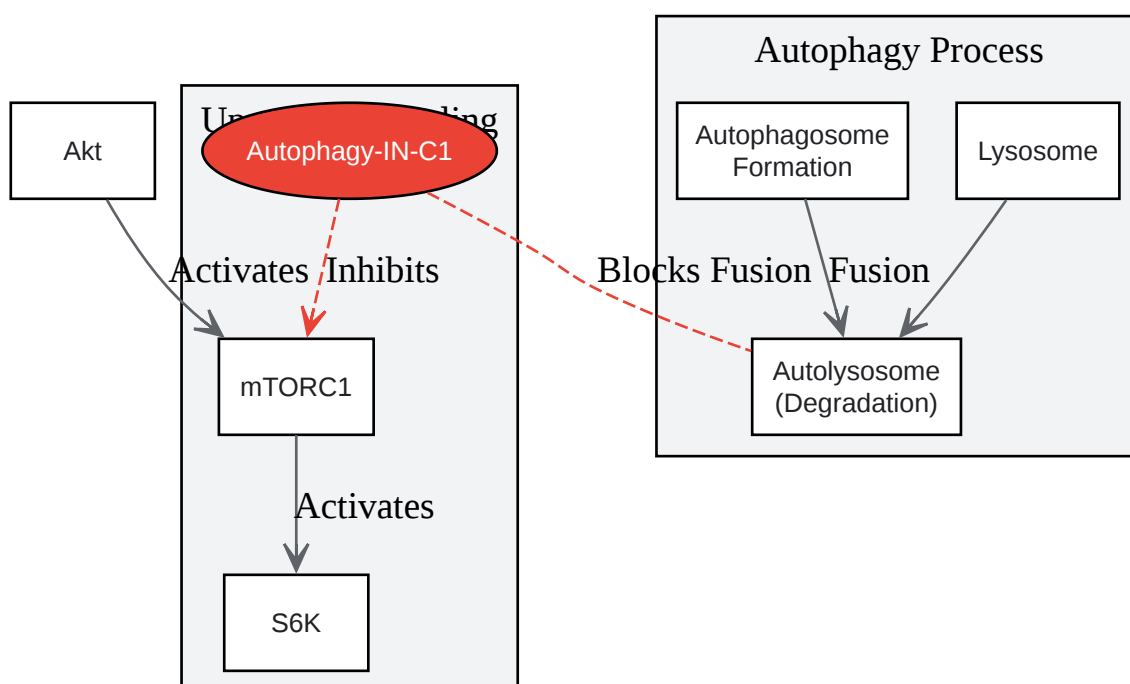 Autophagy Process
Akt
Autophagy-IN-C1
Autophagosome
Formation
Lysosome
Activates
Inhibits
Blocks Fusion
Fusion
mTORC1
Autolysosome
(Degradation)
Activates
S6K